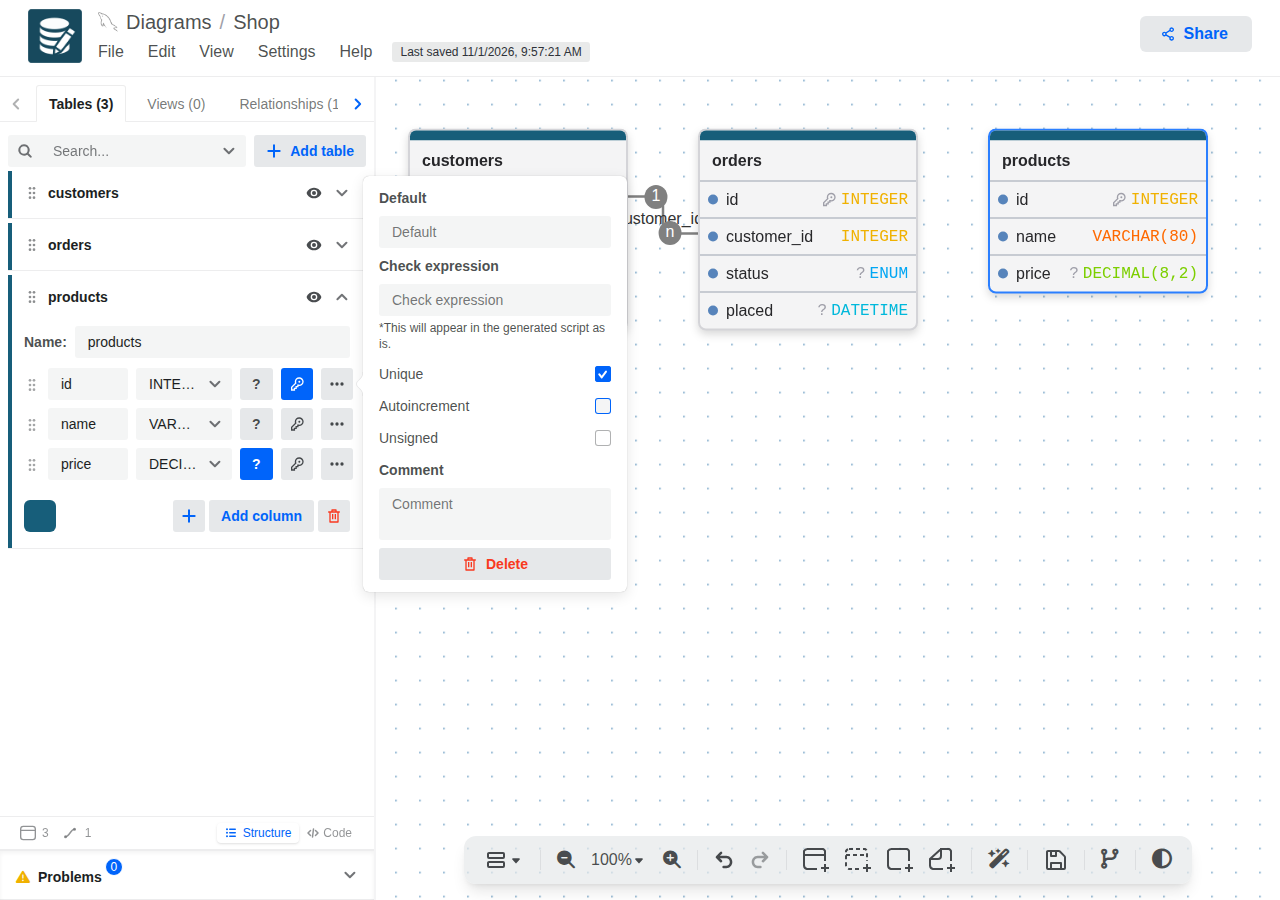 Diagrams / Shop
File Edit View Settings Help Last saved 11/1/2026, 9:57:21 AM
Share
Tables (3) Views (0) Relationships (1
Search... Add table
customers
orders
products
Name: products
id INTE... ?
name VAR... ?
price DECI... ?
Add column
Default
Default
Check expression
Check expression
*This will appear in the generated script as
is.
Unique
Autoincrement
Unsigned
Comment
Comment
Delete
customers
1
ustomer_id
n
orders
id INTEGER
customer_id INTEGER
status ? ENUM
placed ? DATETIME
products
id INTEGER
name VARCHAR(80)
price ? DECIMAL(8,2)
3 1 Structure Code
Problems 0
100%